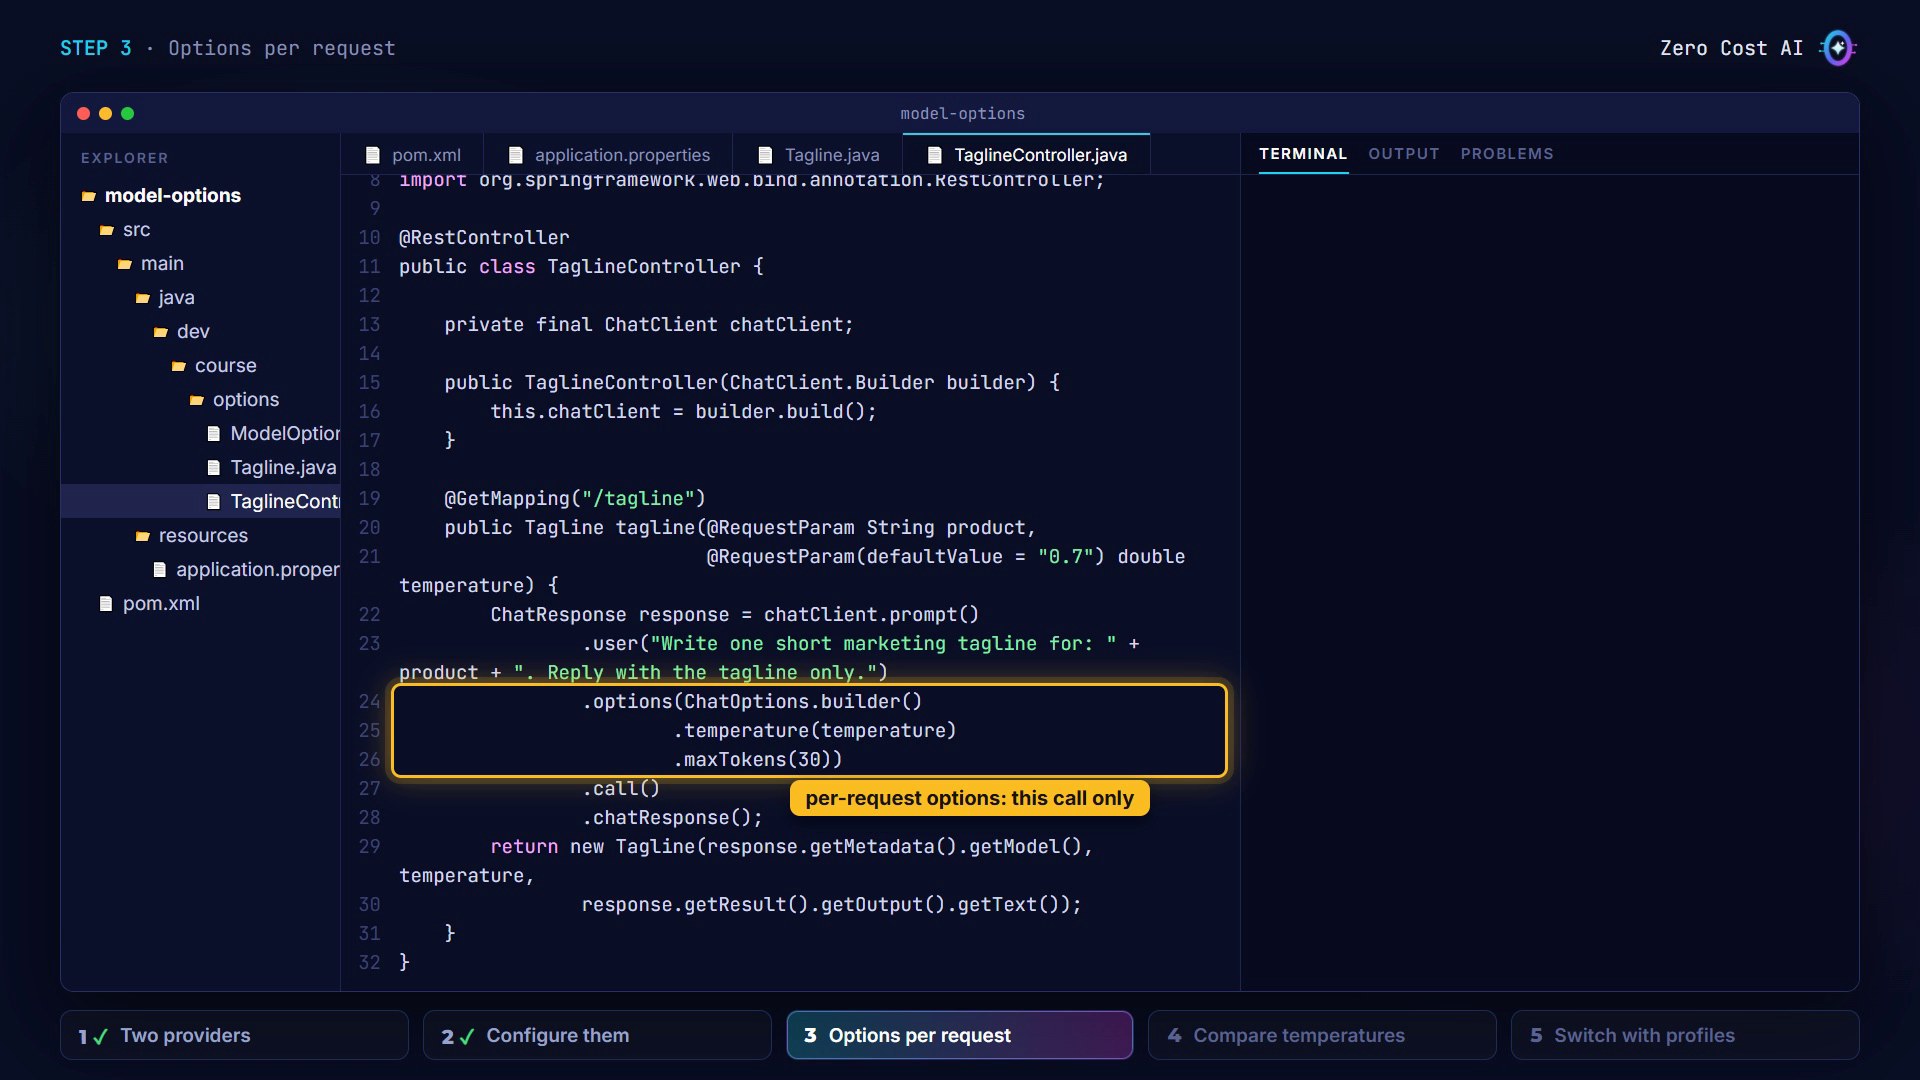 STEP 3 · Options per request
Zero Cost AI
model-options
EXPLORER
model-options
src
main
java
dev
course
options
ModelOption
Tagline.java
TaglineContr
resources
application.proper
pom.xml
pom.xml
application.properties
Tagline.java
TaglineController.java
8 import org.springframework.web.bind.annotation.RestController;
9
10 @RestController
11 public class TaglineController {
12
13 private final ChatClient chatClient;
14
15 public TaglineController(ChatClient.Builder builder) {
16 this.chatClient = builder.build();
17 }
18
19 @GetMapping("/tagline")
20 public Tagline tagline(@RequestParam String product,
21 @RequestParam(defaultValue = "0.7") double
temperature) {
22 ChatResponse response = chatClient.prompt()
23 .user("Write one short marketing tagline for: " +
product + ". Reply with the tagline only.")
24 .options(ChatOptions.builder()
25 .temperature(temperature)
26 .maxTokens(30))
27 .call()
per-request options: this call only
28 .chatResponse();
29 return new Tagline(response.getMetadata().getModel(),
temperature,
30 response.getResult().getOutput().getText());
31 }
32 }
TERMINAL
OUTPUT
PROBLEMS
1 ✓ Two providers
2 ✓ Configure them
3 Options per request
4 Compare temperatures
5 Switch with profiles